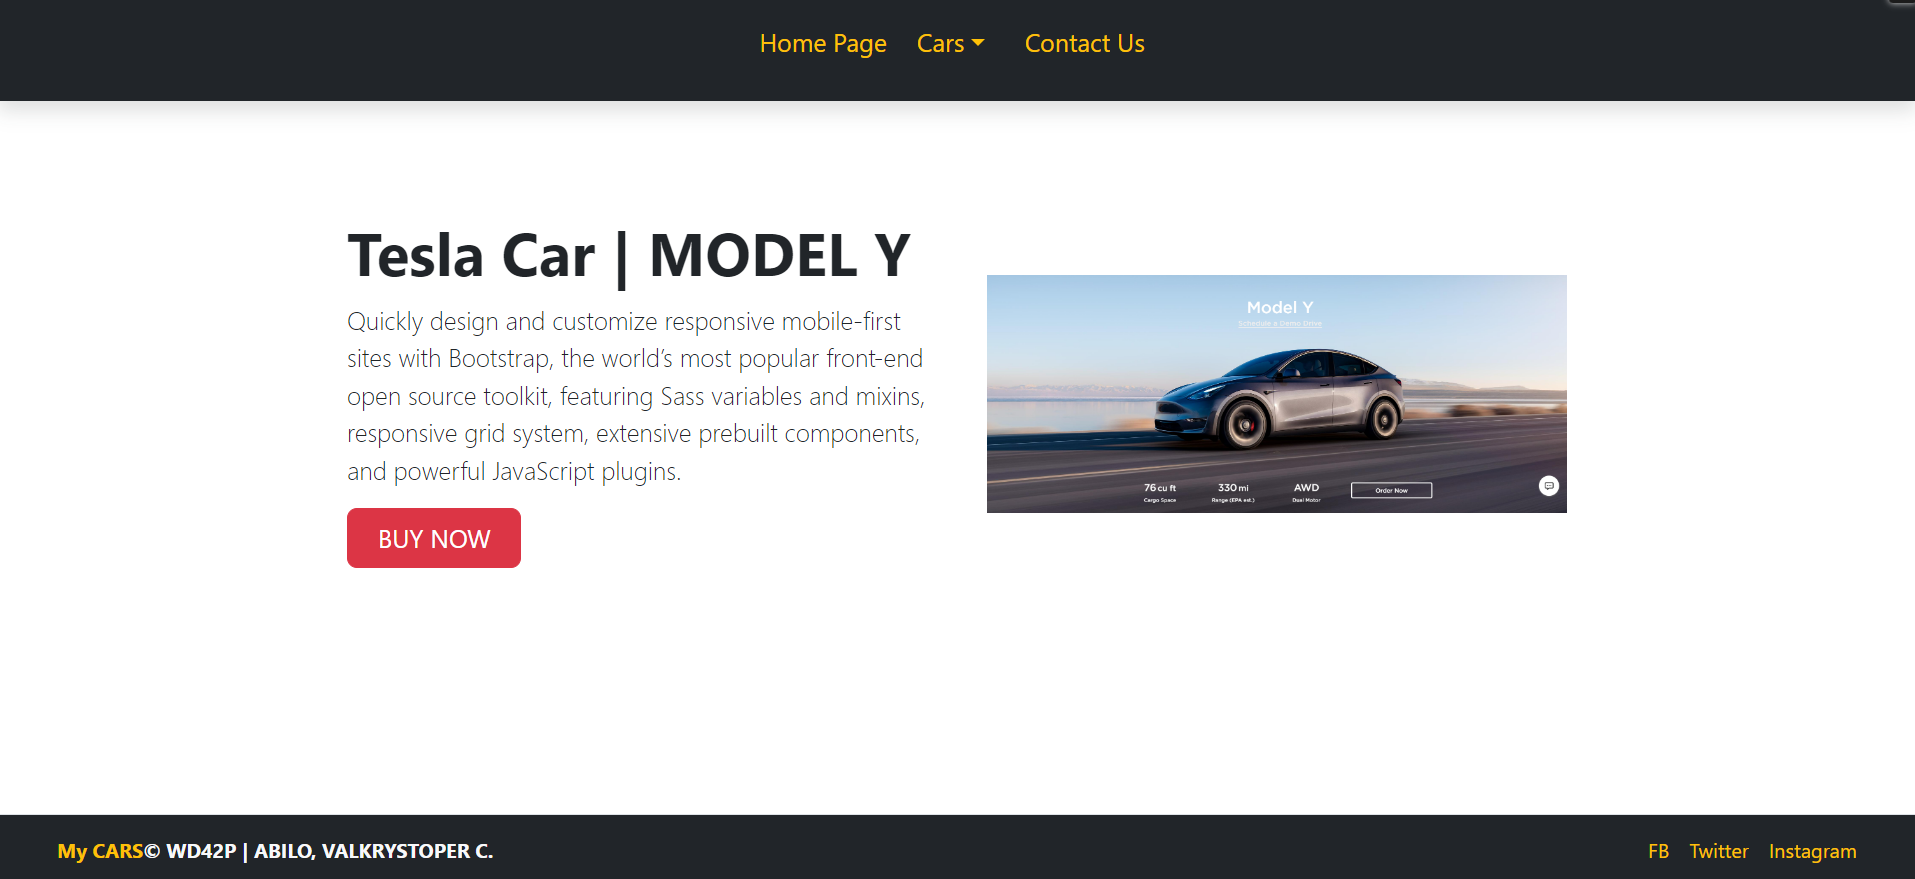 Home Page Cars Contact Us
Tesla Car | MODEL Y
Quickly design and customize responsive mobile-first
sites with Bootstrap, the world’s most popular front-end
open source toolkit, featuring Sass variables and mixins,
responsive grid system, extensive prebuilt components,
and powerful JavaScript plugins.
BUY NOW
Model Y
Schedule a Demo Drive
76 cu ft 330 mi AWD Order Now
Cargo Space Range (EPA est.) Dual Motor
My CARS© WD42P | ABILO, VALKRYSTOPER C. FB Twitter Instagram